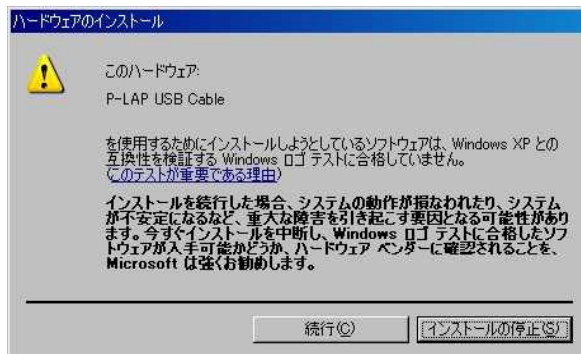 ハードウェアのインストール
このハードウェア:
P-LAP USB Cable
を使用するためにインストールしようとしているソフトウェアは、Windows XP との
互換性を検証する Windows ロゴ テストに合格していません。
(このテストが重要である理由)
インストールを続行した場合、システムの動作が損なわれたり、システム
が不安定になるなど、重大な障害を引き起こす要因となる可能性があり
ます。今すぐインストールを中断し、Windows ロゴ テストに合格したソフ
トウェアが入手可能かどうか、ハードウェア ベンダーに確認されることを、
Microsoft は強くお勧めします。
続行(C)
インストールの停止(S)